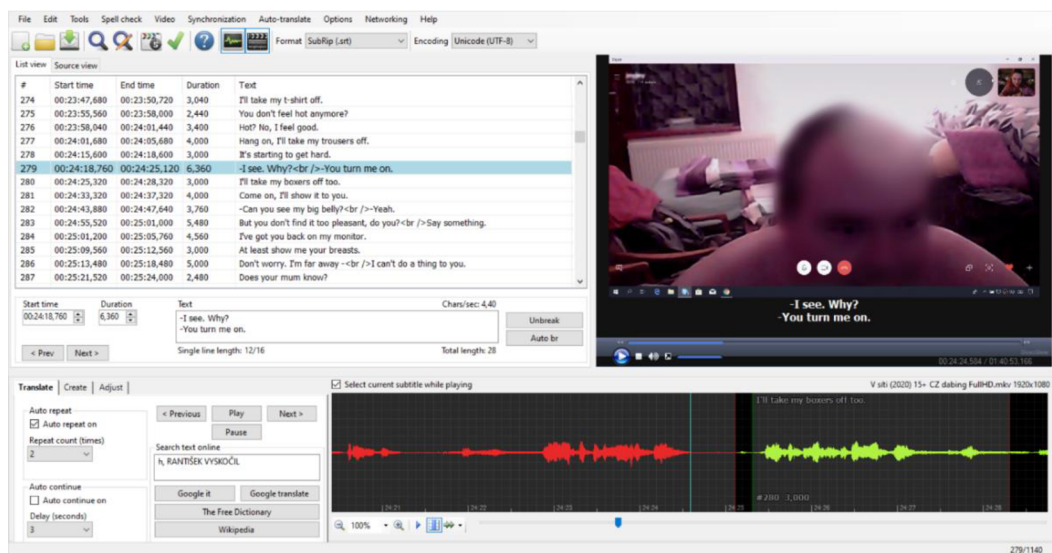 File Edit Tools Spell check Video Synchronization Auto-translate Options Networking Help
Format SubRip (.srt) Encoding Unicode (UTF-8)
List view Source view
# Start time End time Duration Text
274 00:23:47,680 00:23:50,720 3,040 I'll take my t-shirt off.
275 00:23:55,560 00:23:58,000 2,440 You don't feel hot anymore?
276 00:23:58,040 00:24:01,440 3,400 Hot? No, I feel good.
277 00:24:01,680 00:24:05,680 4,000 Hang on, I'll take my trousers off.
278 00:24:15,600 00:24:18,600 3,000 It's starting to get hard.
279 00:24:18,760 00:24:25,120 6,360 -I see. Why?<br />-You turn me on.
280 00:24:25,320 00:24:28,320 3,000 I'll take my boxers off too.
281 00:24:33,320 00:24:37,320 4,000 Come on, I'll show it to you.
282 00:24:43,880 00:24:47,640 3,760 -Can you see my big belly?<br />-Yeah.
283 00:24:55,520 00:25:01,000 5,480 But you don't find it too pleasant, do you?<br />Say something.
284 00:25:01,200 00:25:05,760 4,560 I've got you back on my monitor.
285 00:25:09,560 00:25:12,560 3,000 At least show me your breasts.
286 00:25:13,480 00:25:18,480 5,000 Don't worry. I'm far away -<br />I can't do a thing to you.
287 00:25:21,520 00:25:24,000 2,480 Does your mum know?
Start time Duration Text Chars/sec: 4,40
00:24:18,760 6,360 -I see. Why?
-You turn me on.
Unbreak
Auto br
< Prev Next > Single line length: 12/16 Total length: 28
-I see. Why?
-You turn me on.
00:24:24.584 / 01:40:53.166
Translate Create Adjust
Auto repeat
Auto repeat on
Repeat count (times)
2
Auto continue
Auto continue on
Delay (seconds)
3
< Previous Play Next >
Pause
Search text online
h, RANTIŠEK VYSKOČIL
Google it Google translate
The Free Dictionary
Wikipedia
Select current subtitle while playing V siti (2020) 15+ CZ dabing FullHD.mkv 1920x1080
I'll take my boxers off too.
#280 3,000
24:21 24:22 24:23 24:24 24:25 24:26 24:27 24:28
100%
279/1140